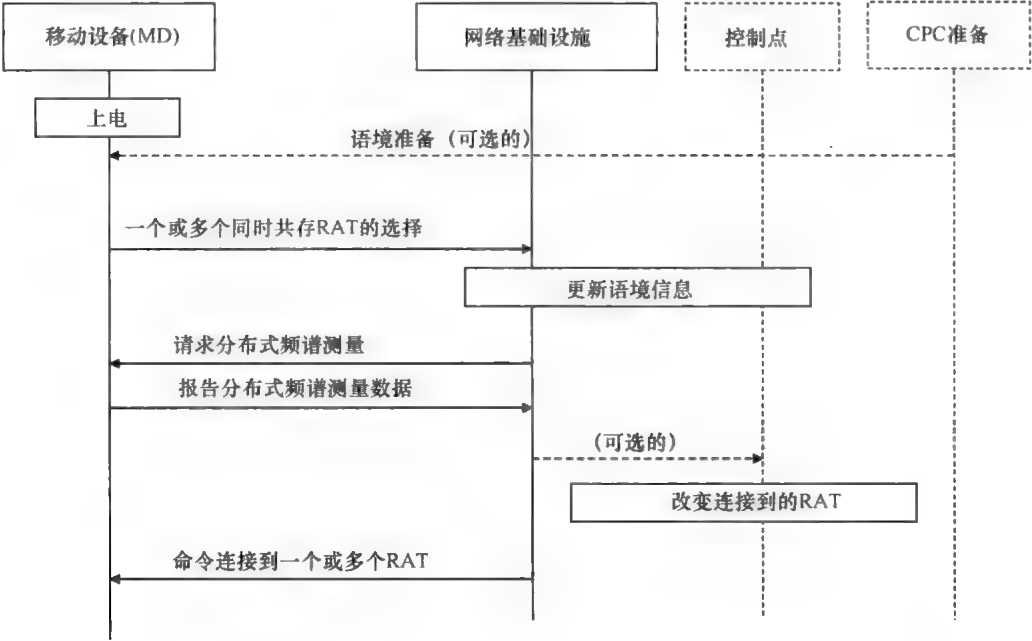 移动设备(MD)
网络基础设施
控制点
CPC准备
上电
语境准备（可选的）
一个或多个同时共存RAT的选择
更新语境信息
请求分布式频谱测量
报告分布式频谱测量数据
（可选的）
改变连接到的RAT
命令连接到一个或多个RAT